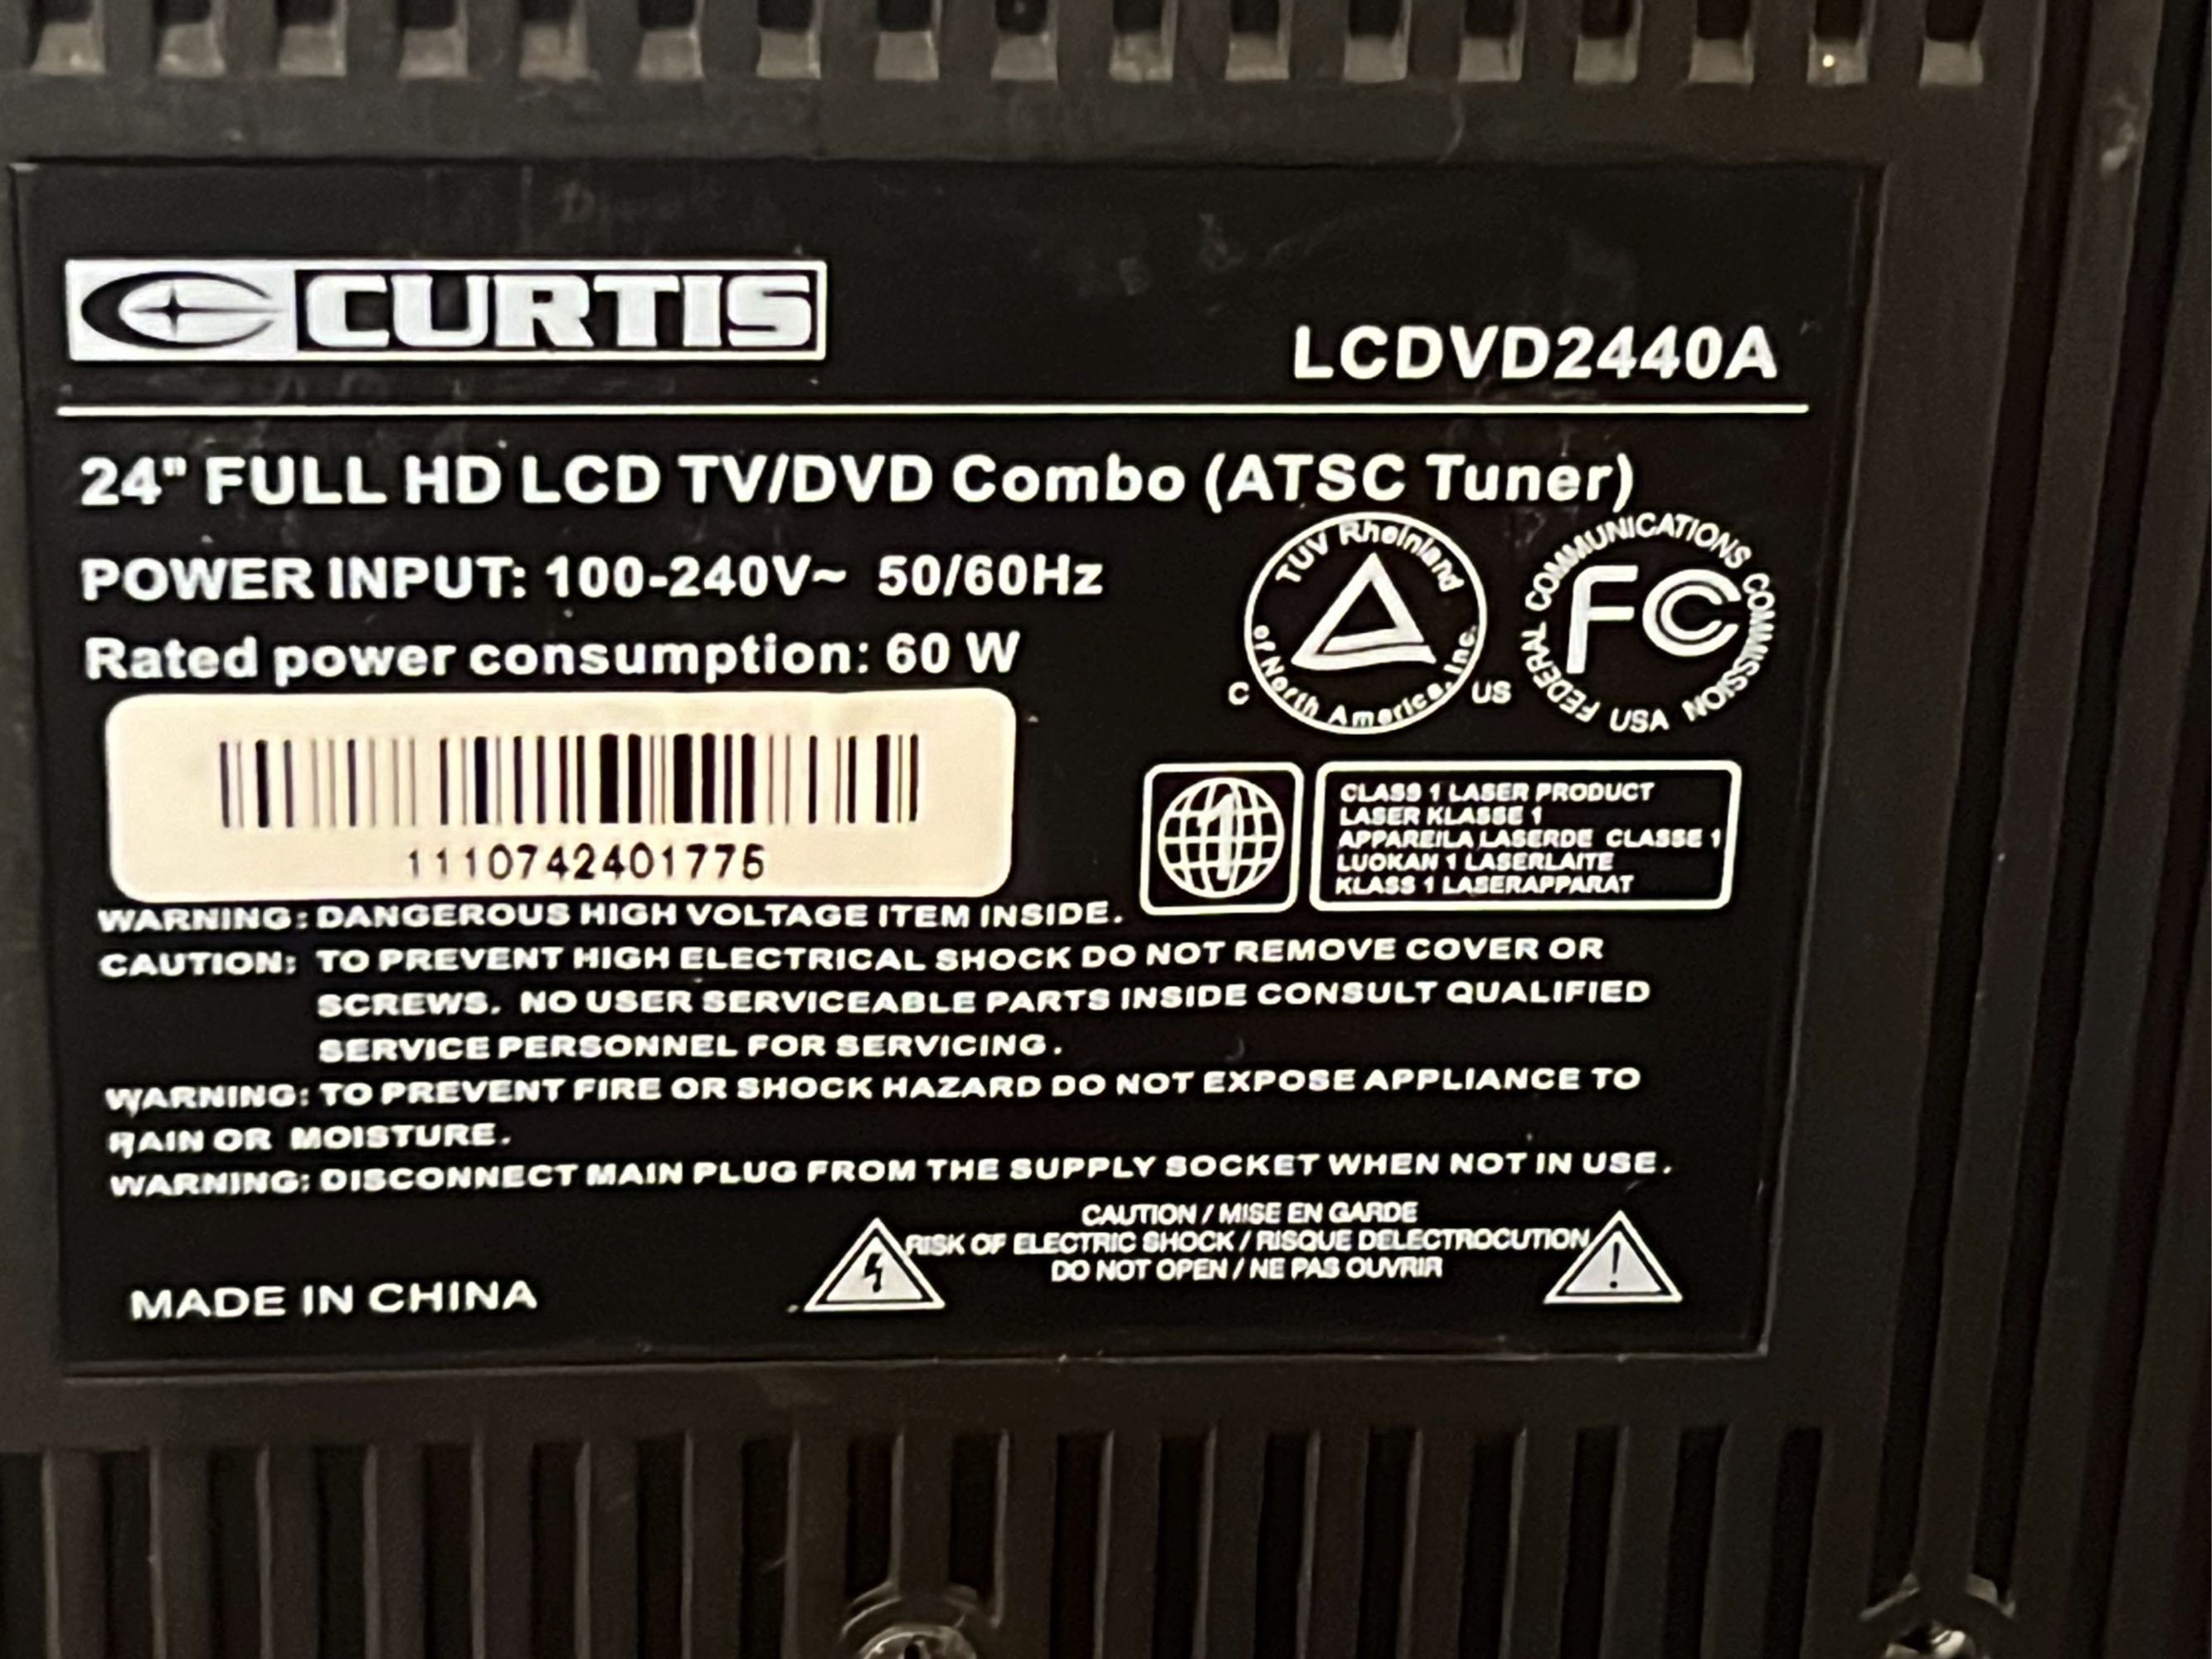 CURTIS
LCDVD2440A
24" FULL HD LCD TV/DVD Combo (ATSC Tuner)
POWER INPUT: 100-240V~ 50/60Hz
Rated power consumption: 60 W
TUV Rheinland
of North America, Inc.
C US
FEDERAL COMMUNICATIONS COMMISSION
FC
USA
1110742401775
1
CLASS 1 LASER PRODUCT
LASER KLASSE 1
APPAREILA LASERDE CLASSE 1
LUOKAN 1 LASERLAITE
KLASS 1 LASERAPPARAT
WARNING: DANGEROUS HIGH VOLTAGE ITEM INSIDE.
CAUTION: TO PREVENT HIGH ELECTRICAL SHOCK DO NOT REMOVE COVER OR
SCREWS. NO USER SERVICEABLE PARTS INSIDE CONSULT QUALIFIED
SERVICE PERSONNEL FOR SERVICING.
WARNING: TO PREVENT FIRE OR SHOCK HAZARD DO NOT EXPOSE APPLIANCE TO
RAIN OR MOISTURE.
WARNING: DISCONNECT MAIN PLUG FROM THE SUPPLY SOCKET WHEN NOT IN USE.
CAUTION / MISE EN GARDE
RISK OF ELECTRIC SHOCK / RISQUE DELECTROCUTION
DO NOT OPEN / NE PAS OUVRIR
!
MADE IN CHINA